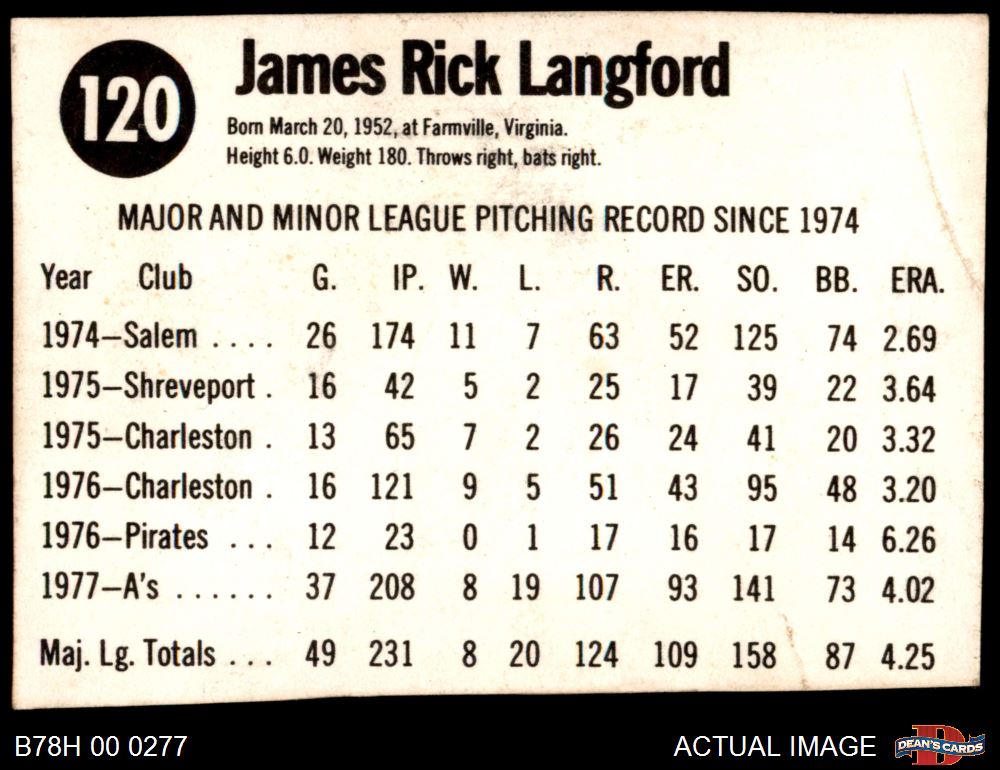 120
James Rick Langford
Born March 20, 1952, at Farmville, Virginia.
Height 6.0. Weight 180. Throws right, bats right.
MAJOR AND MINOR LEAGUE PITCHING RECORD SINCE 1974
Year Club G. IP. W. L. R. ER. SO. BB. ERA.
1974—Salem .... 26 174 11 7 63 52 125 74 2.69
1975—Shreveport . 16 42 5 2 25 17 39 22 3.64
1975—Charleston . 13 65 7 2 26 24 41 20 3.32
1976—Charleston . 16 121 9 5 51 43 95 48 3.20
1976—Pirates ... 12 23 0 1 17 16 17 14 6.26
1977—A's ...... 37 208 8 19 107 93 141 73 4.02
Maj. Lg. Totals ... 49 231 8 20 124 109 158 87 4.25
B78H 00 0277 ACTUAL IMAGE D DEAN'S CARDS